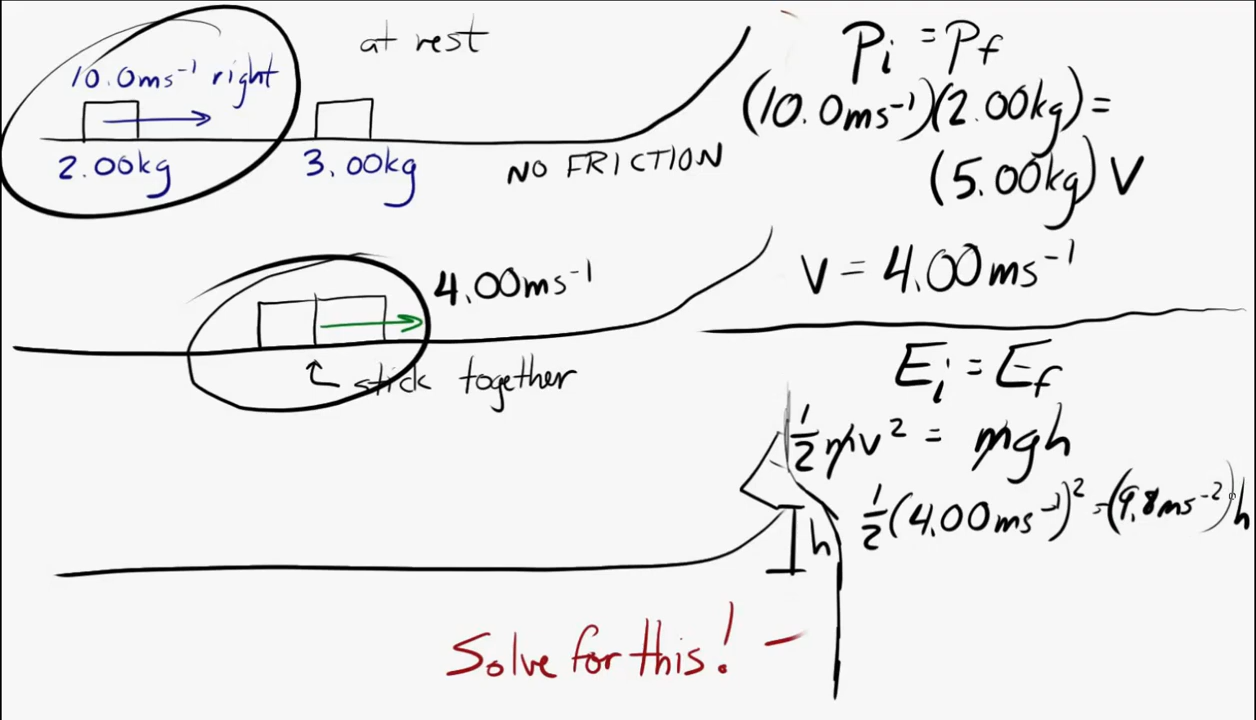 at rest
10.0ms⁻¹ right
2.00kg
3.00kg
NO FRICTION
4.00ms⁻¹
stick together
h
Solve for this!
Pi = Pf
(10.0ms⁻¹)(2.00kg) =
(5.00kg) V
V = 4.00ms⁻¹
Ei = Ef
½mv² = mgh
½(4.00ms⁻¹)² = (9.8ms⁻²)h